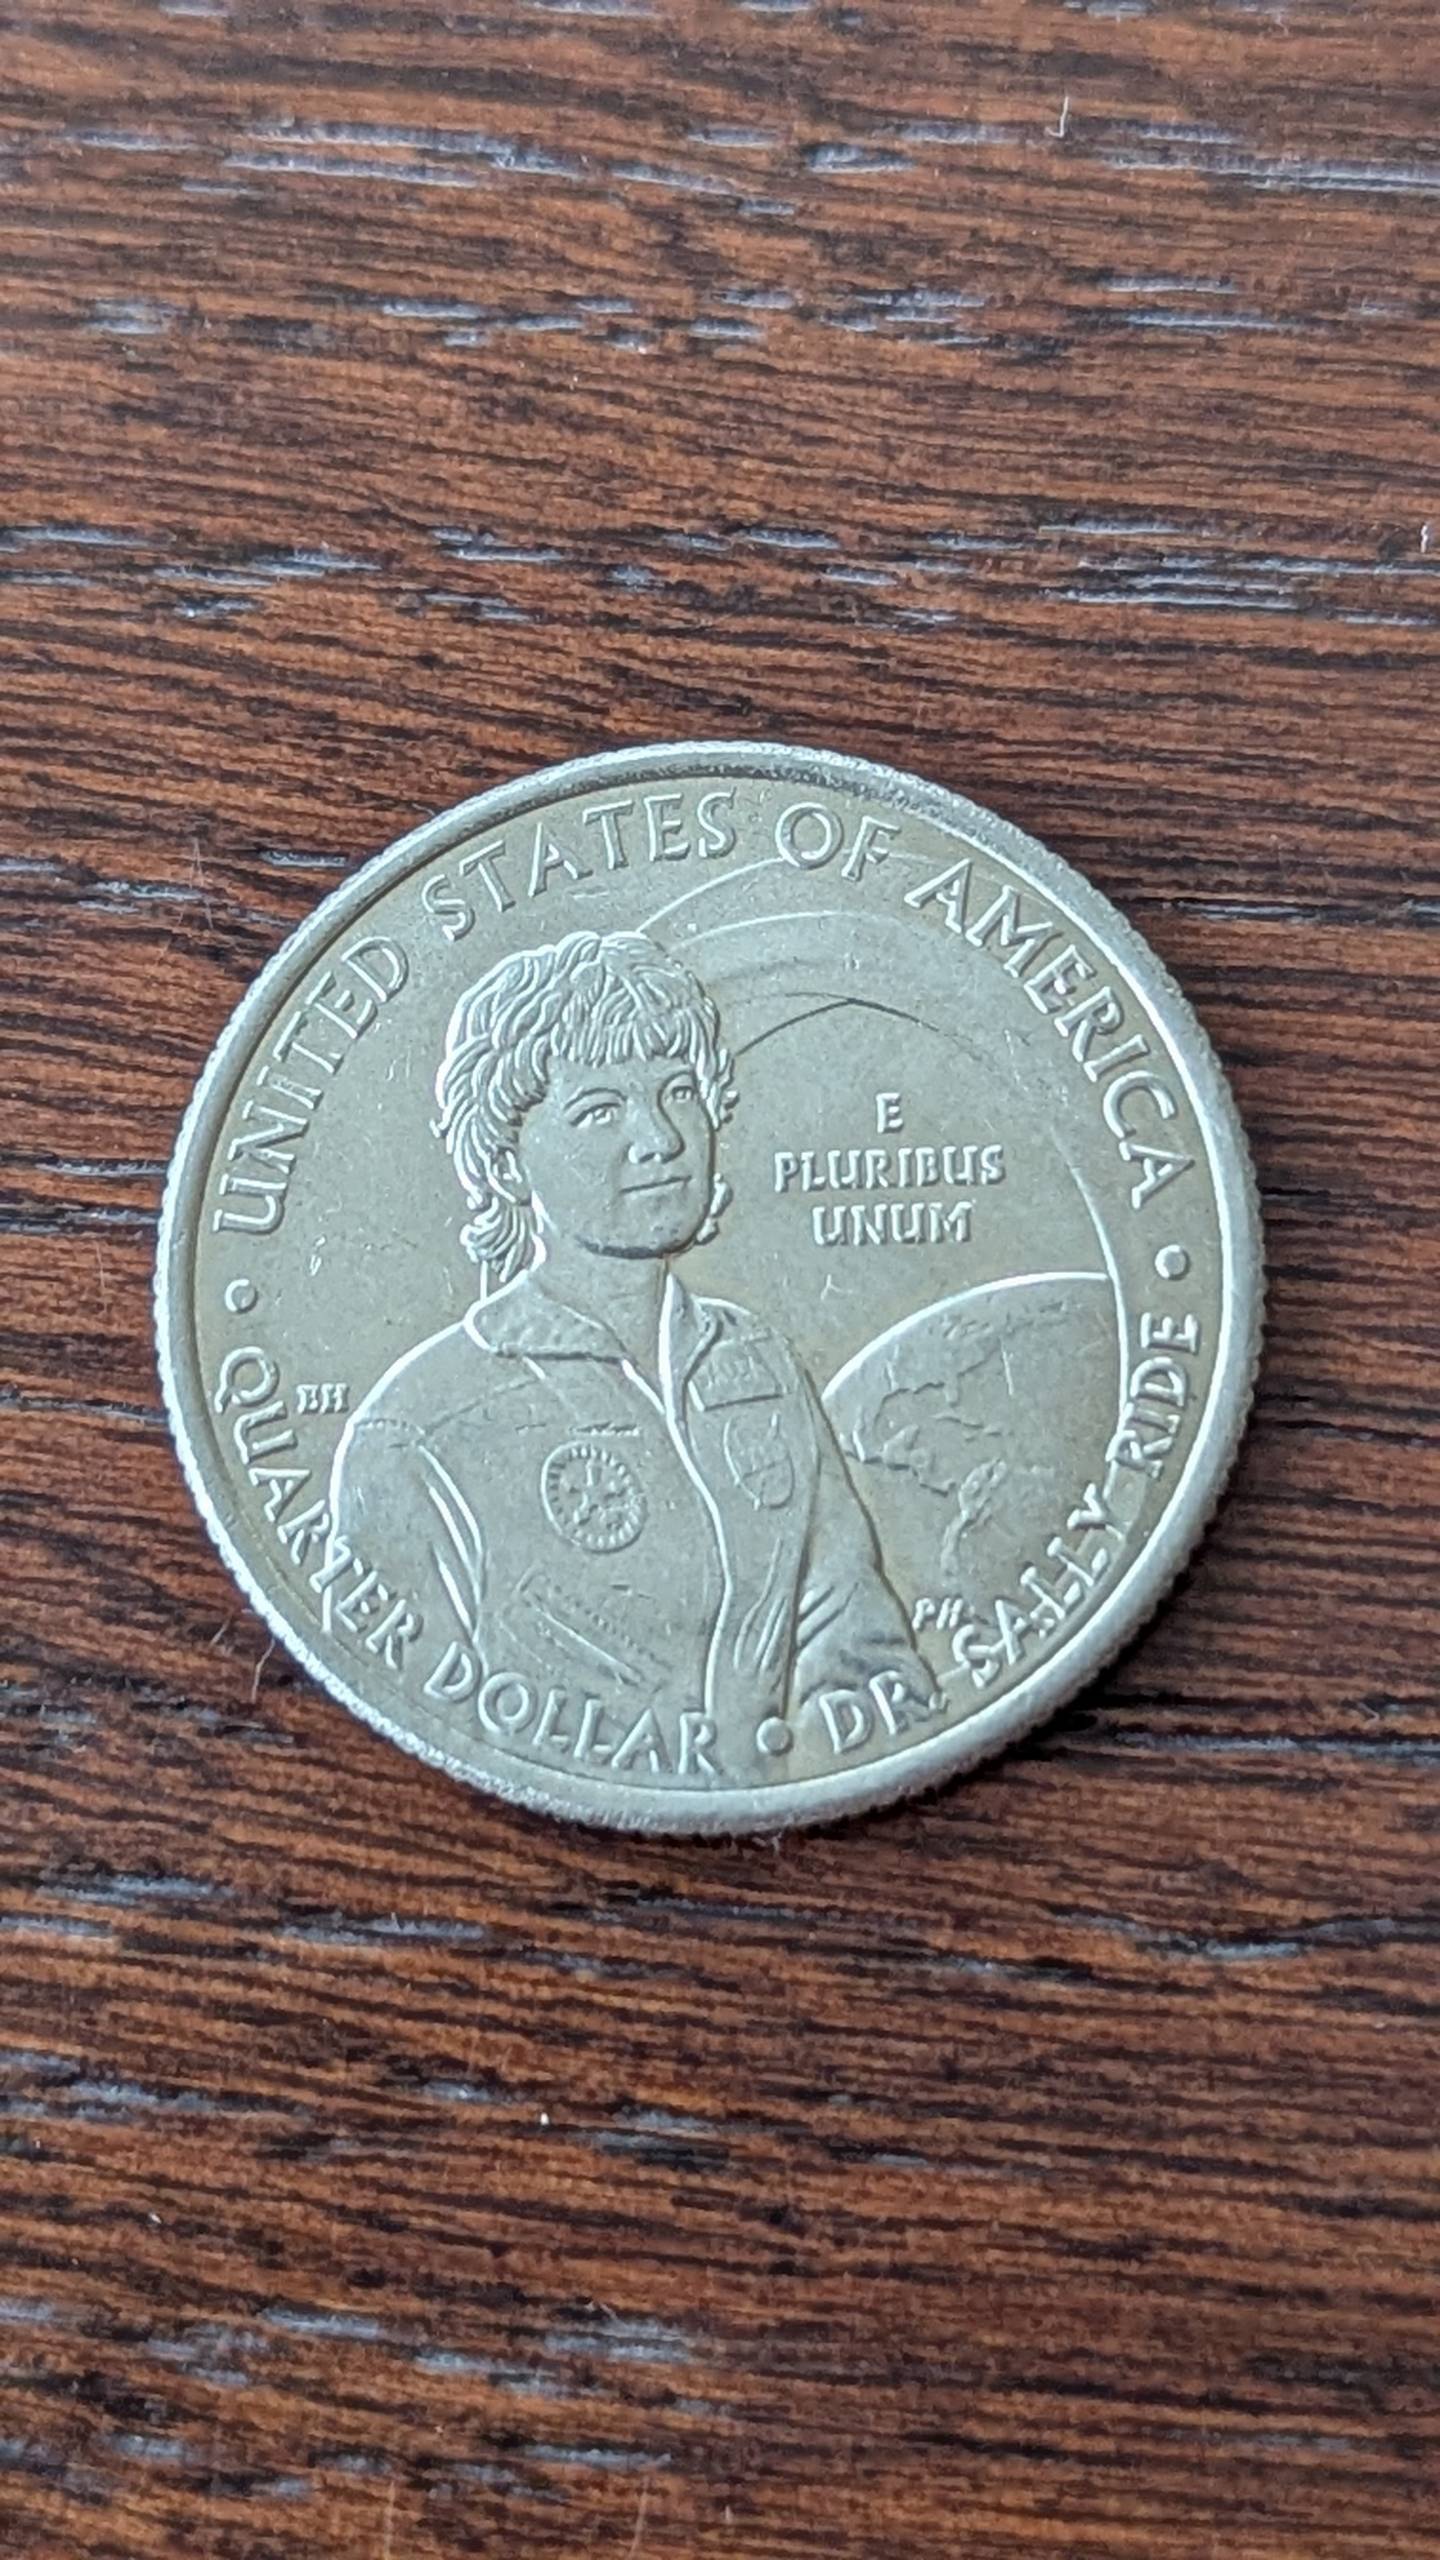 UNITED STATES OF AMERICA
E
PLURIBUS
UNUM
BH
PH
• QUARTER DOLLAR • DR. SALLY RIDE •